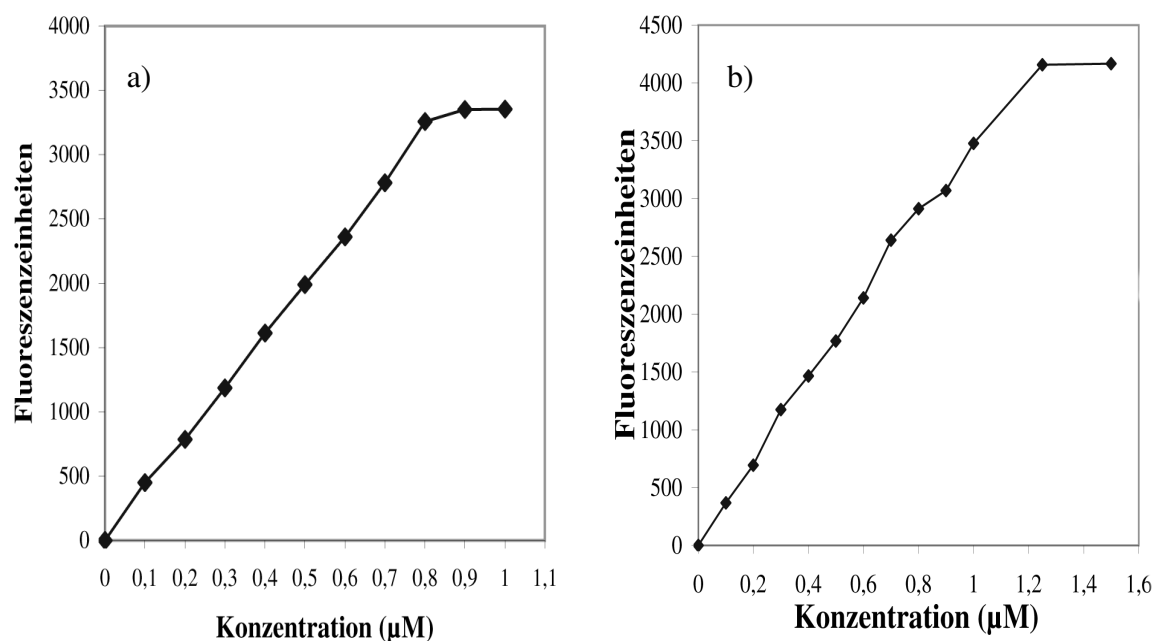 a)
Fluoreszenzeinheiten
4000
3500
3000
2500
2000
1500
1000
500
0
0 0,1 0,2 0,3 0,4 0,5 0,6 0,7 0,8 0,9 1 1,1
Konzentration (µM)
b)
Fluoreszenzeinheiten
4500
4000
3500
3000
2500
2000
1500
1000
500
0
0 0,2 0,4 0,6 0,8 1 1,2 1,4 1,6
Konzentration (µM)